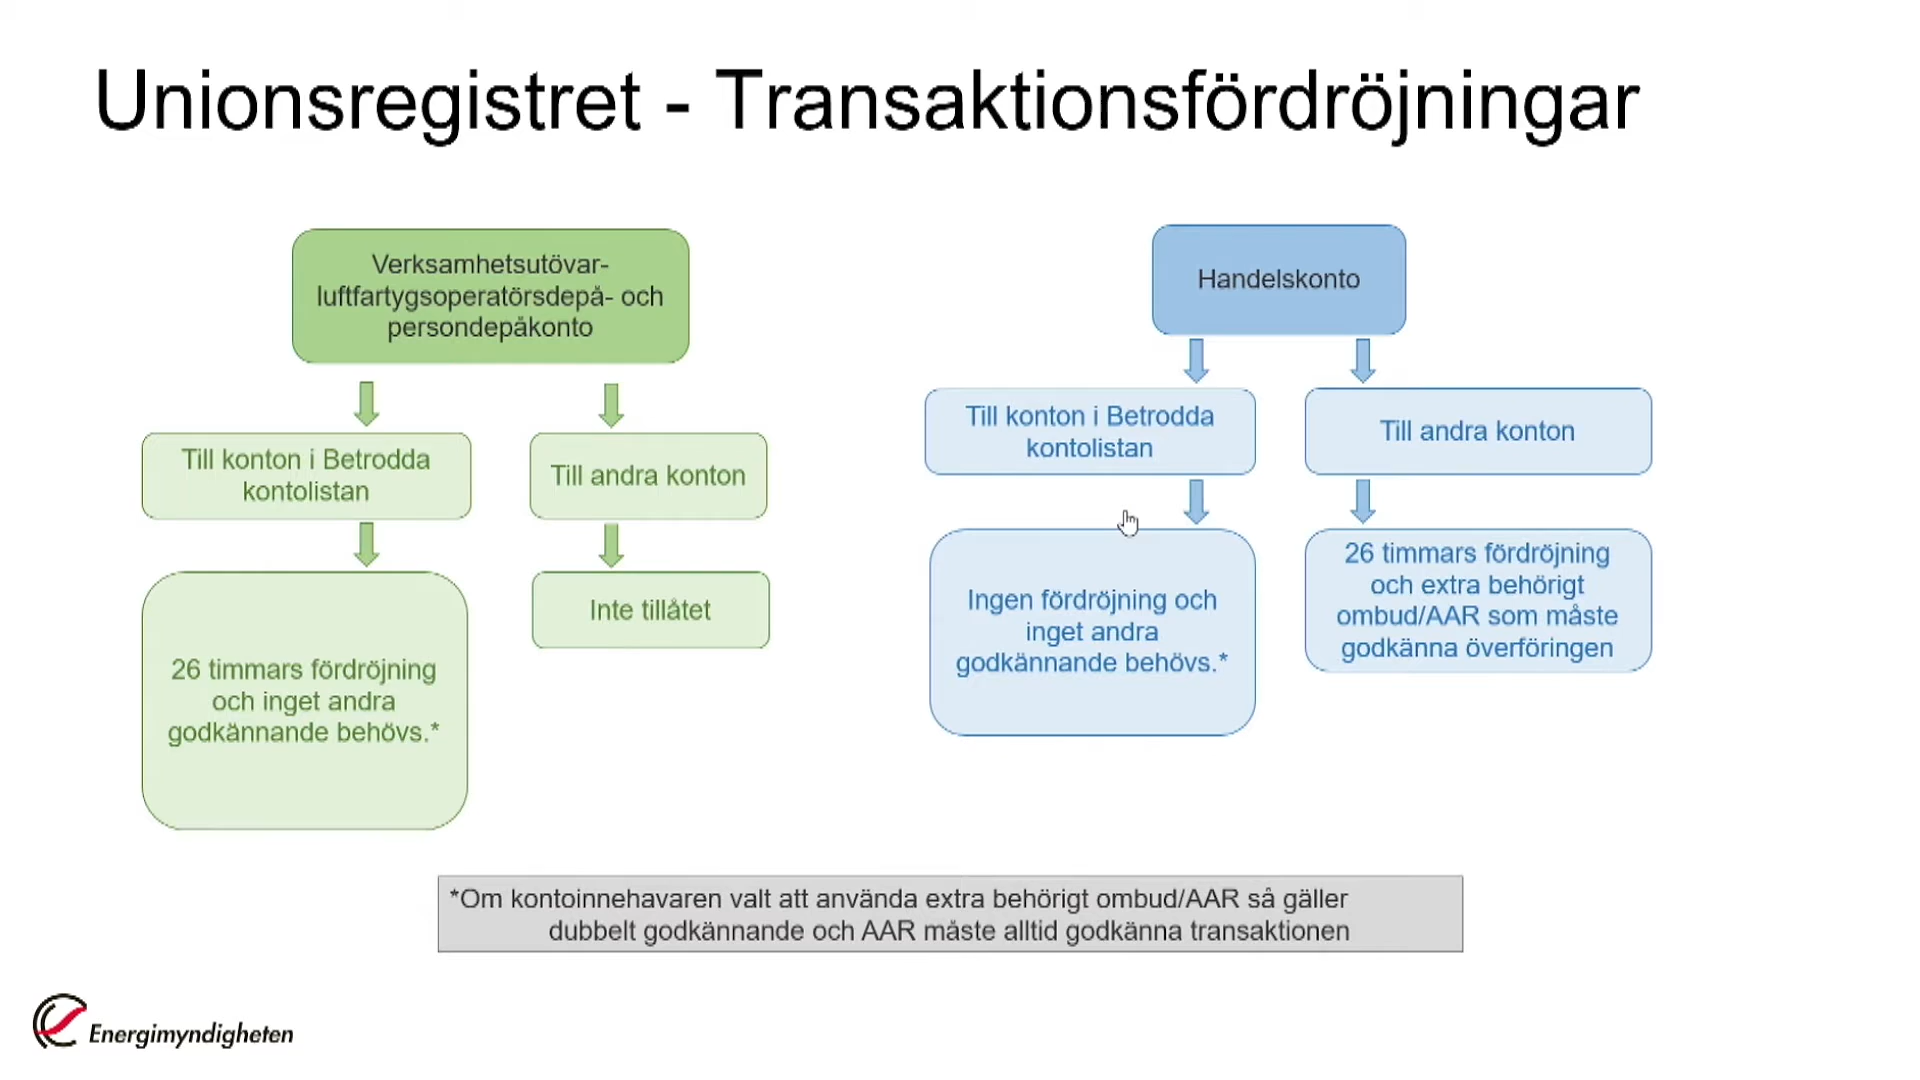 Unionsregistret - Transaktionsfördröjningar
Verksamhetsutövar-
luftfartygsoperatörsdepå- och
persondepåkonto
Till konton i Betrodda
kontolistan
Till andra konton
26 timmars fördröjning
och inget andra
godkännande behövs.*
Inte tillåtet
Handelskonto
Till konton i Betrodda
kontolistan
Till andra konton
Ingen fördröjning och
inget andra
godkännande behövs.*
26 timmars fördröjning
och extra behörigt
ombud/AAR som måste
godkänna överföringen
*Om kontoinnehavaren valt att använda extra behörigt ombud/AAR så gäller
dubbelt godkännande och AAR måste alltid godkänna transaktionen
Energimyndigheten